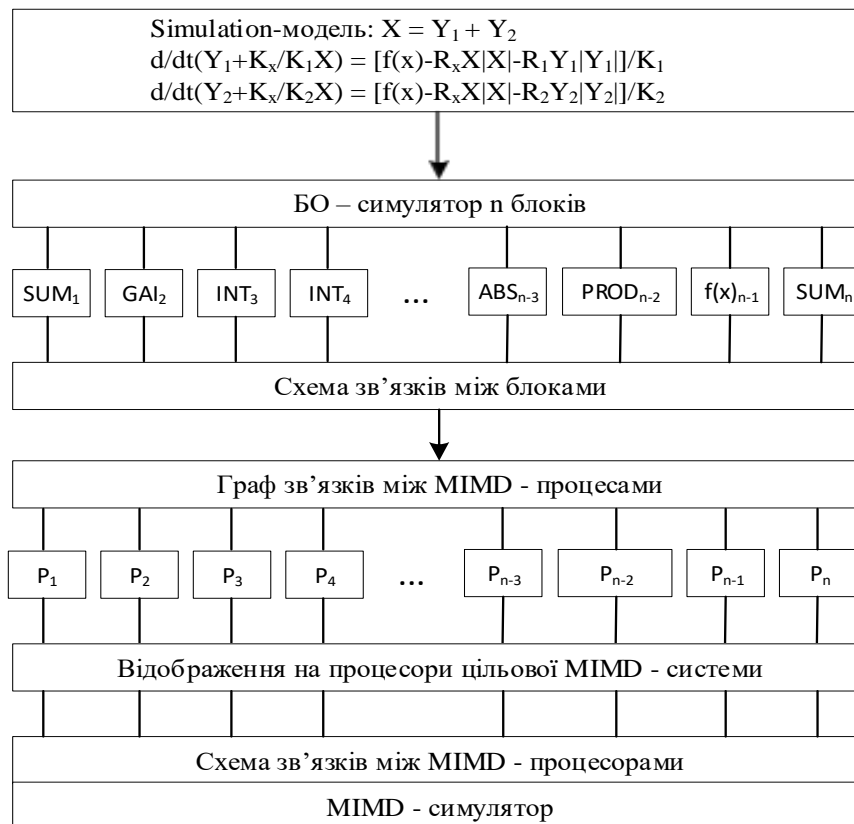 Simulation-модель: X = Y₁ + Y₂
d/dt(Y₁+Kₓ/K₁X) = [f(x)-RₓX|X|-R₁Y₁|Y₁|]/K₁
d/dt(Y₂+Kₓ/K₂X) = [f(x)-RₓX|X|-R₂Y₂|Y₂|]/K₂
БО – симулятор n блоків
SUM₁ GAI₂ INT₃ INT₄ ... ABSₙ₋₃ PRODₙ₋₂ f(x)ₙ₋₁ SUMₙ
Схема зв’язків між блоками
Граф зв’язків між MIMD - процесами
P₁ P₂ P₃ P₄ ... Pₙ₋₃ Pₙ₋₂ Pₙ₋₁ Pₙ
Відображення на процесори цільової MIMD - системи
Схема зв’язків між MIMD - процесорами
MIMD - симулятор